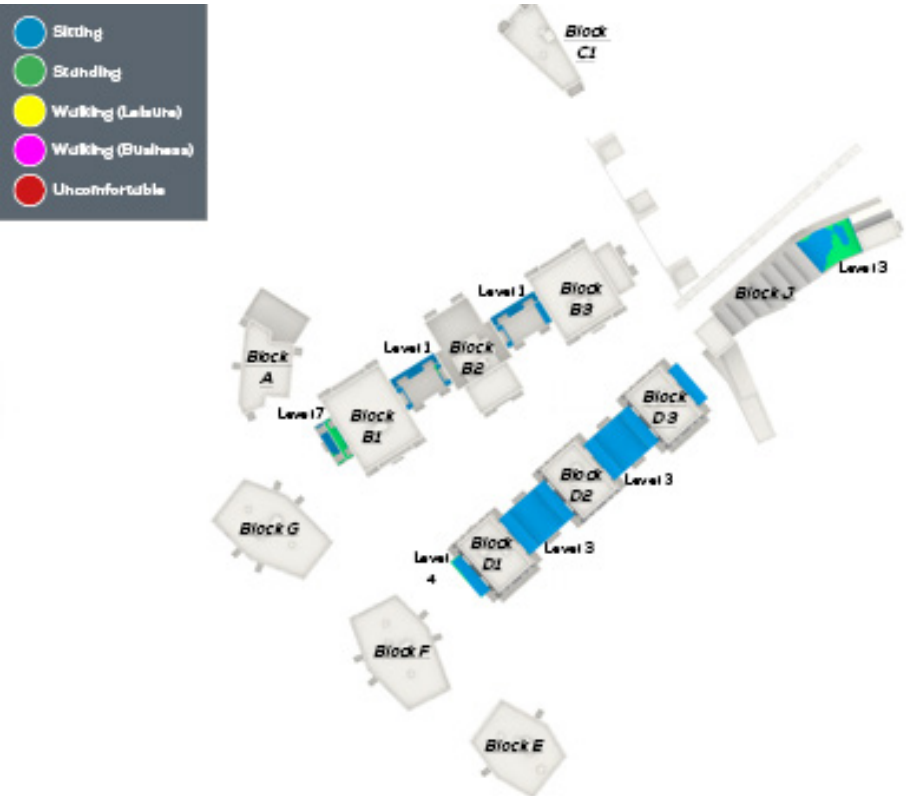 Sitting
Standing
Walking (Leisure)
Walking (Business)
Uncomfortable
Block
C1
Level 3
Block J
Level 1
Block
B3
Level 1
Block
B2
Block
A
Level 7
Block
B1
Block
D3
Block
D2
Level 3
Block G
Block
D1
Level 3
Level
4
Block F
Block E